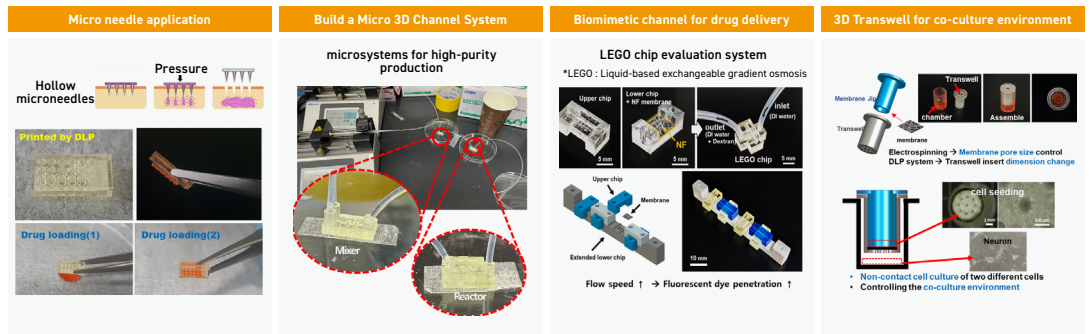 Micro needle application
Hollow
microneedles
Pressure
Printed by DLP
Drug loading(1)
Drug loading(2)
Build a Micro 3D Channel System
microsystems for high-purity
production
Mixer
Reactor
Biomimetic channel for drug delivery
LEGO chip evaluation system
*LEGO : Liquid-based exchangeable gradient osmosis
Upper chip
5 mm
Lower chip
+ NF membrane
NF
5 mm
inlet
(DI water)
outlet
(DI water
+ Dextran)
LEGO chip
5 mm
Upper chip
Membrane
Extended lower chip
10 mm
Flow speed ↑ → Fluorescent dye penetration ↑
3D Transwell for co-culture environment
Membrane Jig
Transwell
membrane
Transwell
chamber
Assemble
Electrospinning → Membrane pore size control
DLP system → Transwell insert dimension change
cell seeding
1 mm
500 μm
Neuron
• Non-contact cell culture of two different cells
• Controlling the co-culture environment